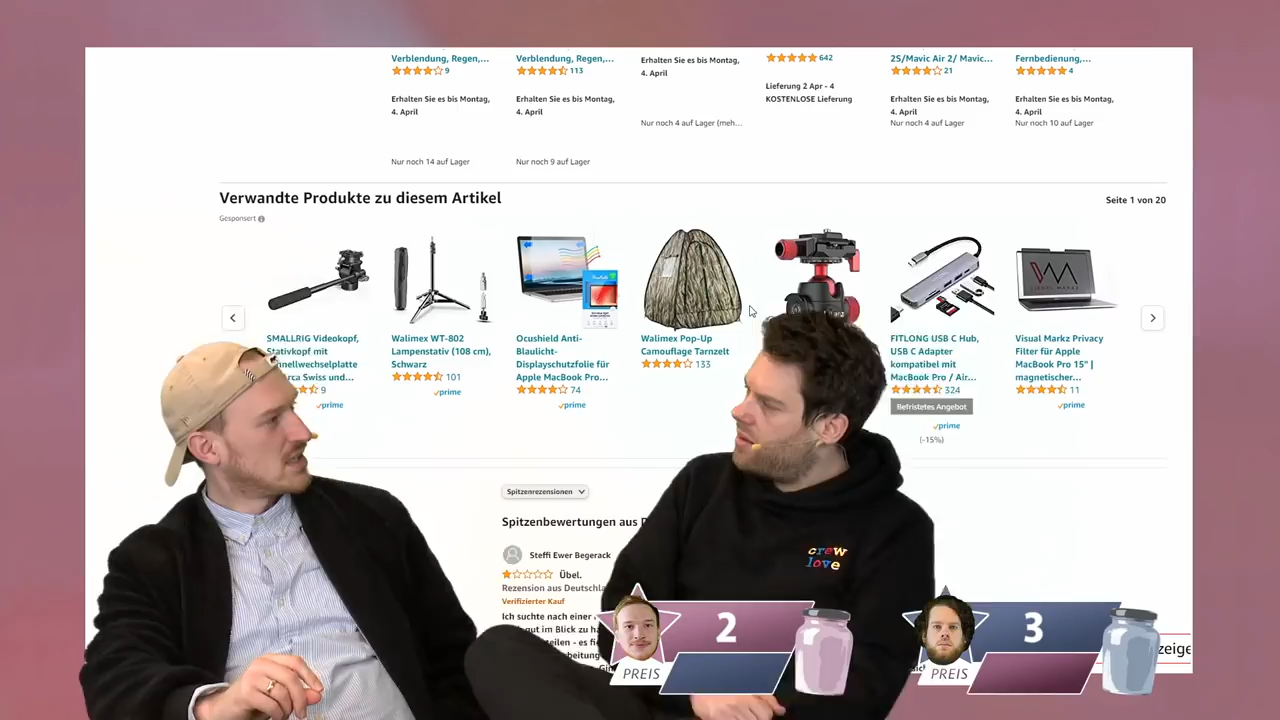 Verblendung, Regen,...
9
Erhalten Sie es bis Montag,
4. April
Nur noch 14 auf Lager
Verblendung, Regen,...
113
Erhalten Sie es bis Montag,
4. April
Nur noch 9 auf Lager
Erhalten Sie es bis Montag,
4. April
Nur noch 4 auf Lager (meh...
642
Lieferung 2 Apr - 4
KOSTENLOSE Lieferung
2S/Mavic Air 2/ Mavic...
21
Erhalten Sie es bis Montag,
4. April
Nur noch 4 auf Lager
Fernbedienung,...
4
Erhalten Sie es bis Montag,
4. April
Nur noch 10 auf Lager
Verwandte Produkte zu diesem Artikel
Seite 1 von 20
Gesponsert
SMALLRIG Videokopf,
Stativkopf mit
Schnellwechselplatte
Arca Swiss und...
9
prime
Walimex WT-802
Lampenstativ (108 cm),
Schwarz
101
prime
Ocushield Anti-
Blaulicht-
Displayschutzfolie für
Apple MacBook Pro...
74
prime
Walimex Pop-Up
Camouflage Tarnzelt
133
FITLONG USB C Hub,
USB C Adapter
kompatibel mit
MacBook Pro / Air...
324
Befristetes Angebot
prime
(-15%)
Visual Markz Privacy
Filter für Apple
MacBook Pro 15" |
magnetischer...
11
prime
Spitzenrezensionen
Spitzenbewertungen aus
Steffi Ewer Begerack
Übel.
Rezension aus Deutschla
Verifizierter Kauf
Ich suchte nach einer
gut im Blick zu
crew
love
2
PREIS
3
PREIS